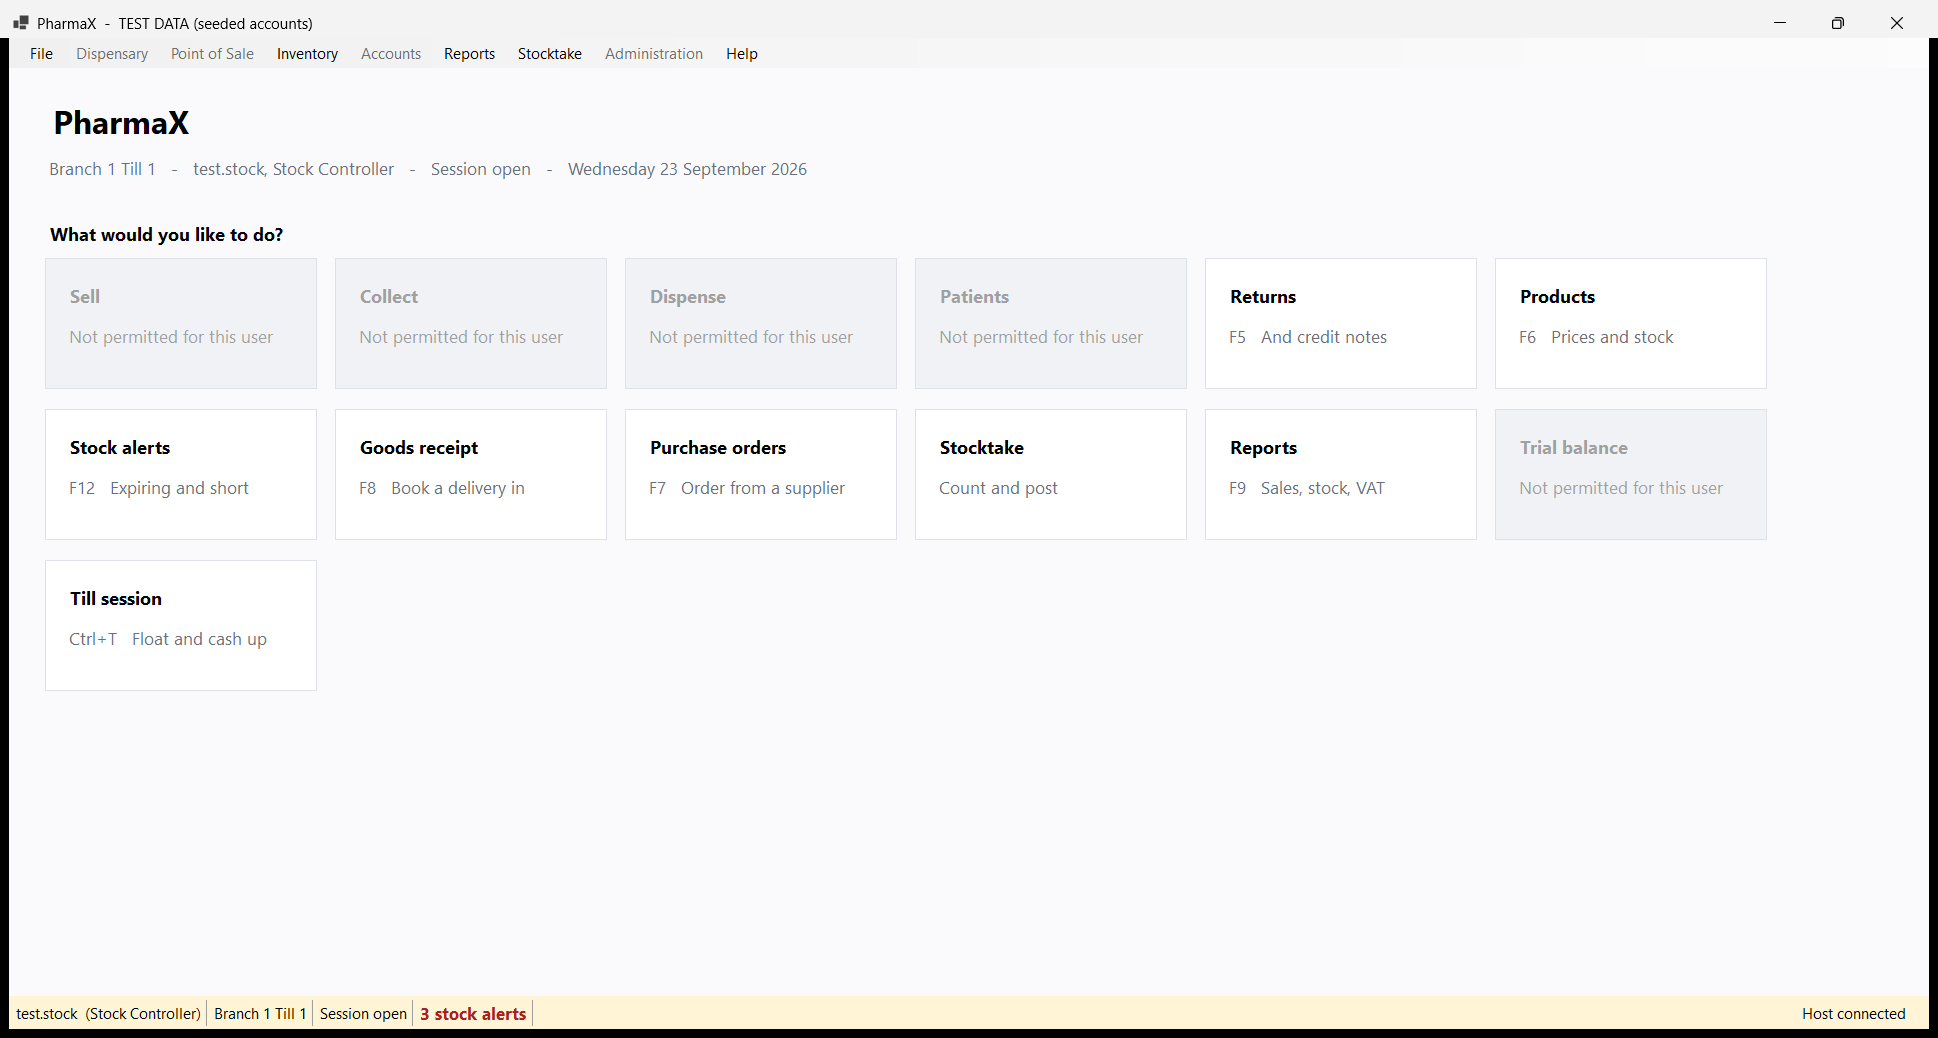 PharmaX - TEST DATA (seeded accounts)
File Dispensary Point of Sale Inventory Accounts Reports Stocktake Administration Help
PharmaX
Branch 1 Till 1 - test.stock, Stock Controller - Session open - Wednesday 23 September 2026
What would you like to do?
Sell
Not permitted for this user
Collect
Not permitted for this user
Dispense
Not permitted for this user
Patients
Not permitted for this user
Returns
F5 And credit notes
Products
F6 Prices and stock
Stock alerts
F12 Expiring and short
Goods receipt
F8 Book a delivery in
Purchase orders
F7 Order from a supplier
Stocktake
Count and post
Reports
F9 Sales, stock, VAT
Trial balance
Not permitted for this user
Till session
Ctrl+T Float and cash up
test.stock (Stock Controller) Branch 1 Till 1 Session open 3 stock alerts Host connected